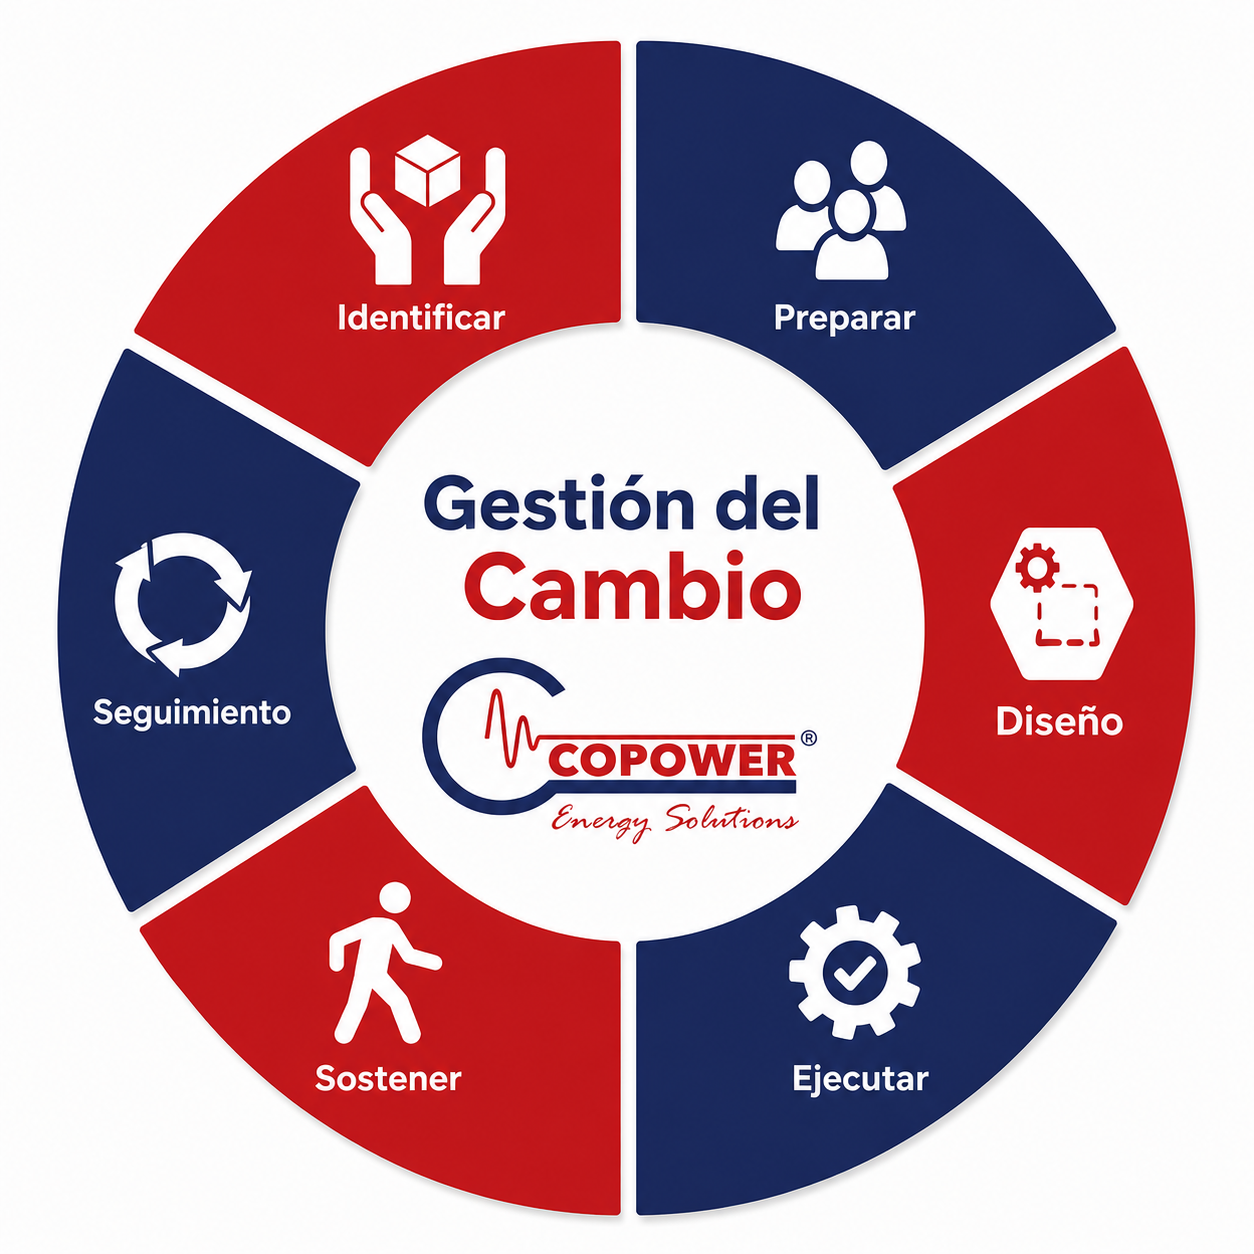 Identificar
Preparar
Gestión del
Cambio
Diseño
Seguimiento
COPOWER®
Energy Solutions
Sostener
Ejecutar